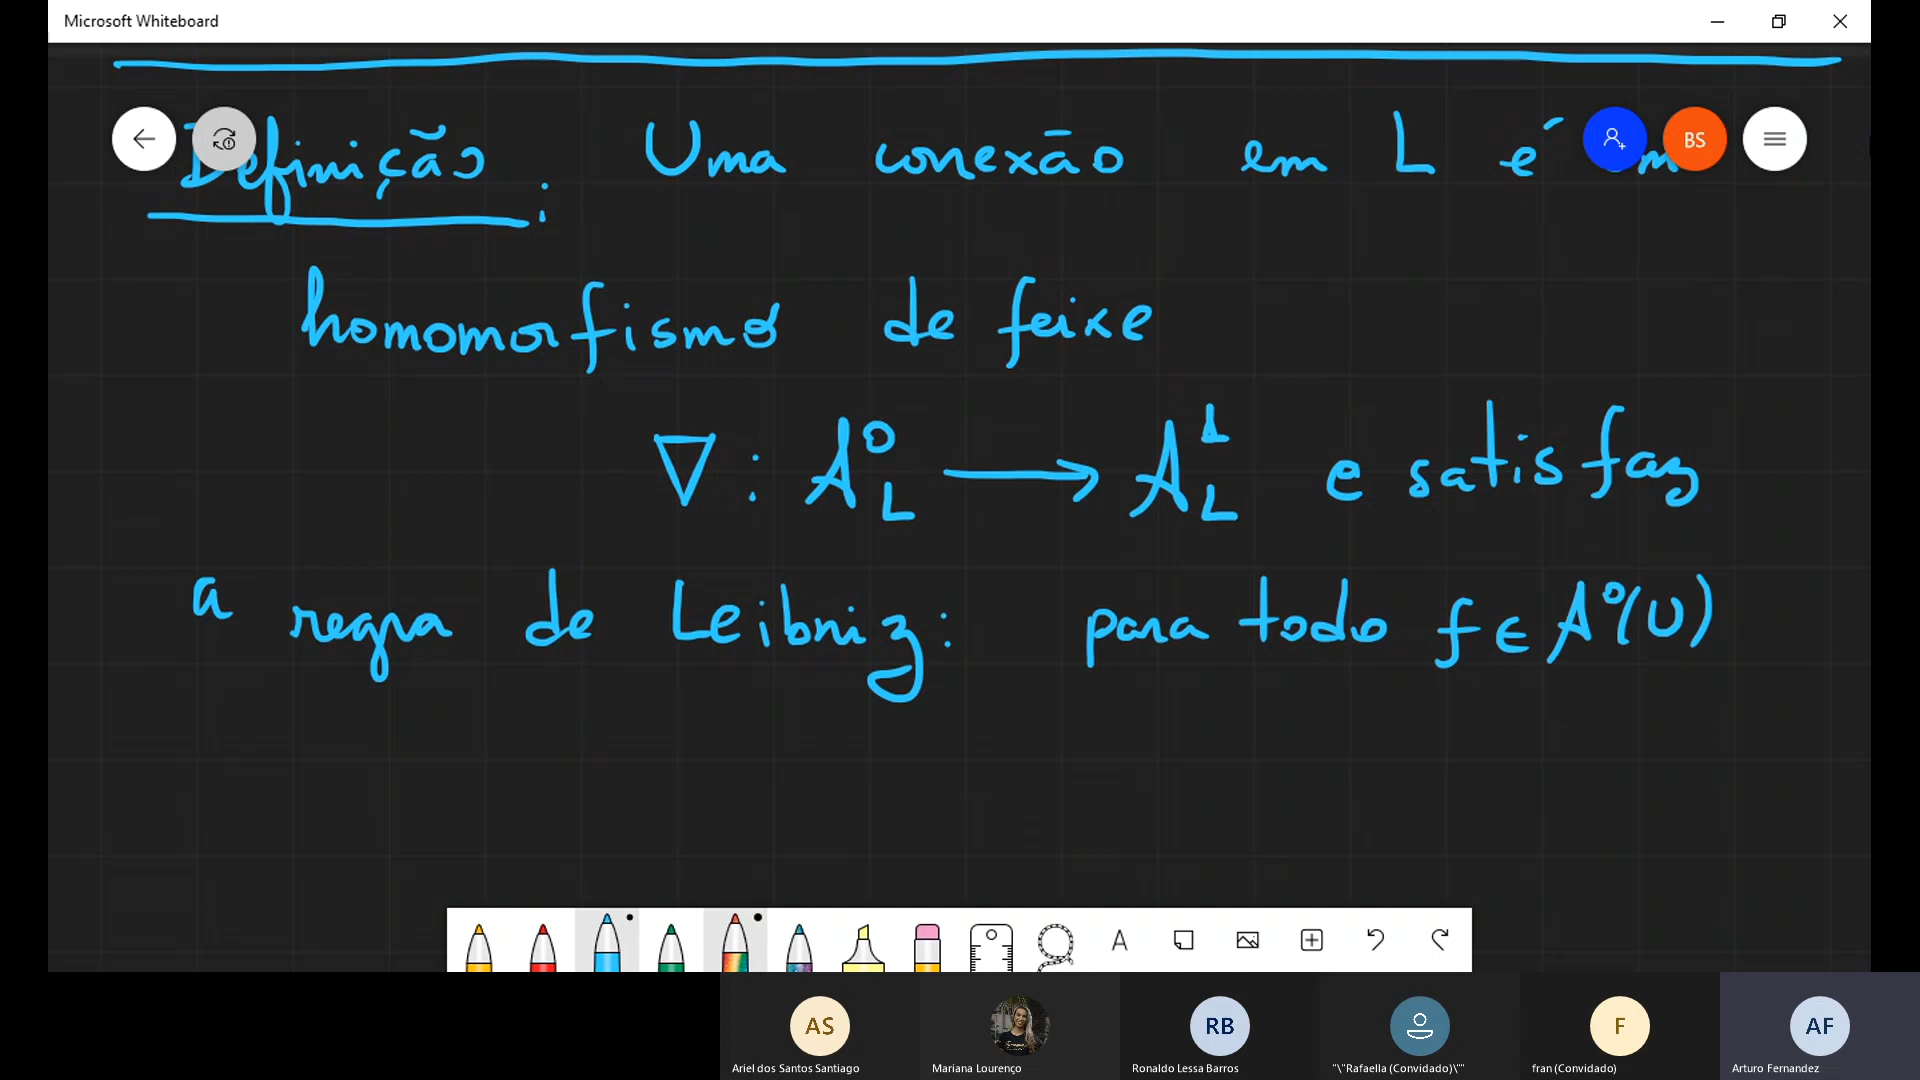 Microsoft Whiteboard
Definição: Uma conexão em L é um
homomorfismo de feixe
∇: A⁰_L → A¹_L e satisfaz
a regra de Leibniz: para todo f ∈ A⁰(U)
BS
A
AS
RB
F
AF
Ariel dos Santos Santiago
Mariana Lourenço
Ronaldo Lessa Barros
"\"Rafaella (Convidado)\""
fran (Convidado)
Arturo Fernandez